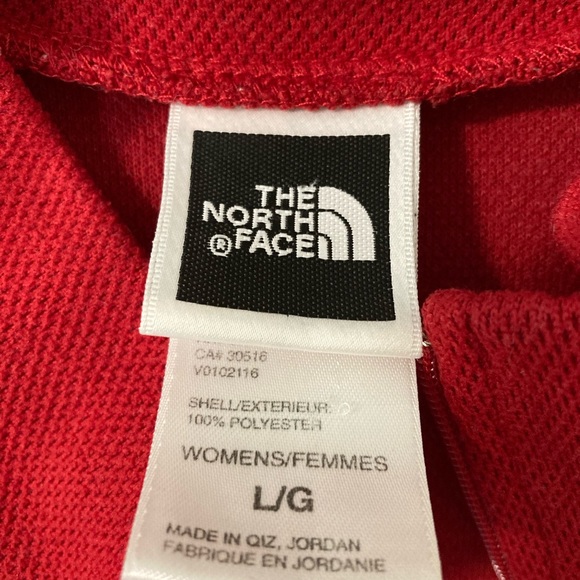 THE
NORTH
® FACE
CA# 30516
V0102116
SHELL/EXTERIEUR:
100% POLYESTER
WOMENS/FEMMES
L/G
MADE IN QIZ, JORDAN
FABRIQUE EN JORDANIE